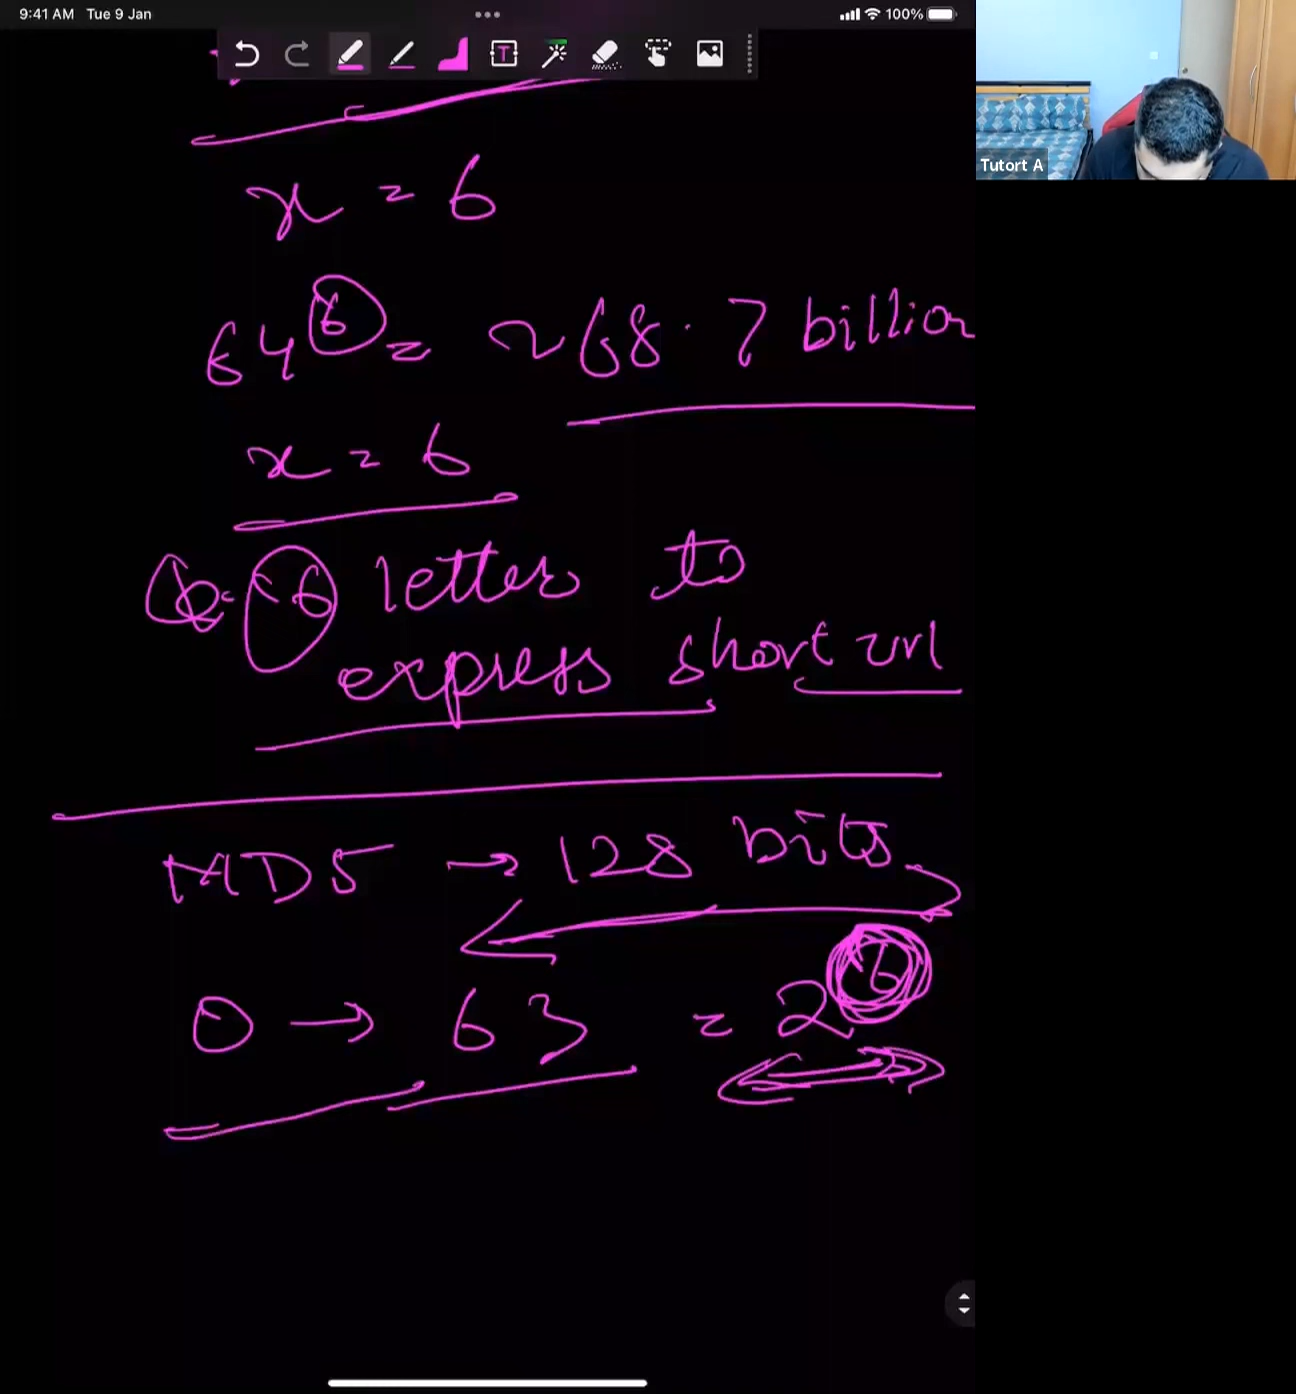 9:41 AM Tue 9 Jan
100%
T
Tutort A
x = 6
64^6 = ~68.7 billion
x = 6
6 letter to
express short url
MD5 → 128 bits
0 → 63 = 2^6